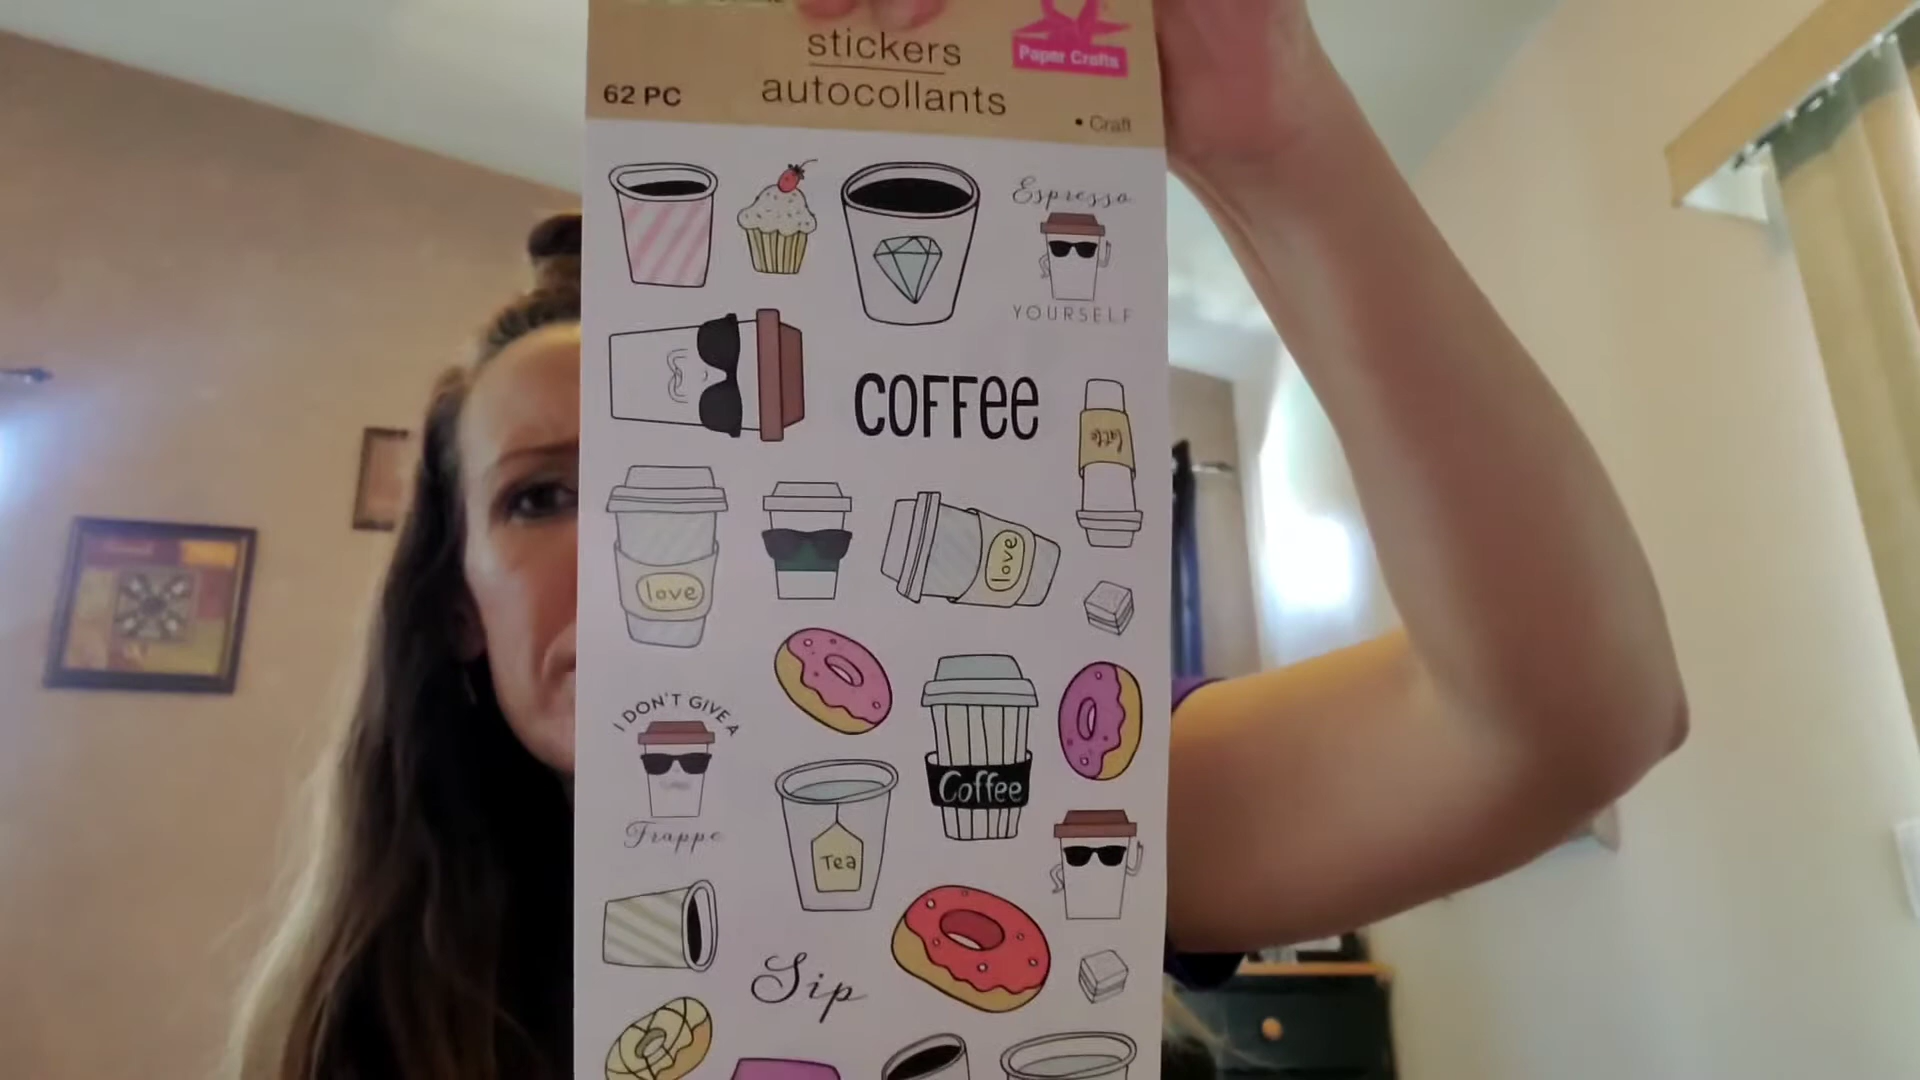 stickers
autocollants
62 PC
Paper Crafts
• Craft
Espresso
YOURSELF
COFFee
latte
love
love
I DON'T GIVE A
Frappe
Coffee
Tea
Sip